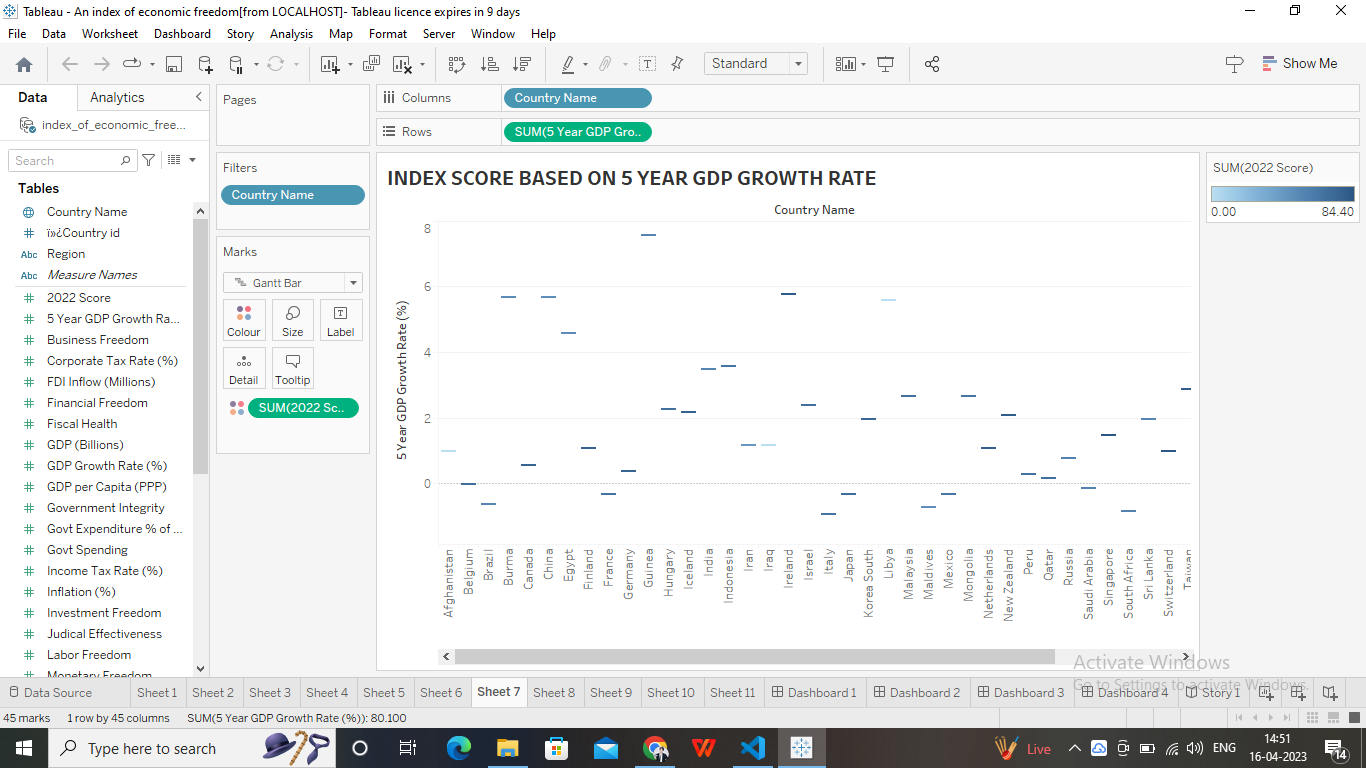 Tableau - An index of economic freedom[from LOCALHOST]- Tableau licence expires in 9 days
File Data Worksheet Dashboard Story Analysis Map Format Server Window Help
Standard
Show Me
Data Analytics
index_of_economic_free...
Search
Tables
Country Name
ï»¿Country id
Abc Region
Abc Measure Names
2022 Score
5 Year GDP Growth Ra...
Business Freedom
Corporate Tax Rate (%)
FDI Inflow (Millions)
Financial Freedom
Fiscal Health
GDP (Billions)
GDP Growth Rate (%)
GDP per Capita (PPP)
Government Integrity
Govt Expenditure % of ...
Govt Spending
Income Tax Rate (%)
Inflation (%)
Investment Freedom
Judical Effectiveness
Labor Freedom
Monetary Freedom
Pages
Filters
Country Name
Marks
Gantt Bar
Colour Size Label
Detail Tooltip
SUM(2022 Sc..
Columns Country Name
Rows SUM(5 Year GDP Gro..
INDEX SCORE BASED ON 5 YEAR GDP GROWTH RATE
Country Name
5 Year GDP Growth Rate (%)
8
6
4
2
0
Afghanistan
Belgium
Brazil
Burma
Canada
China
Egypt
Finland
France
Germany
Guinea
Hungary
Iceland
India
Indonesia
Iran
Iraq
Ireland
Israel
Italy
Japan
Korea South
Libya
Malaysia
Maldives
Mexico
Mongolia
Netherlands
New Zealand
Peru
Qatar
Russia
Saudi Arabia
Singapore
South Africa
Sri Lanka
Switzerland
Taiwan
SUM(2022 Score)
0.00 84.40
Activate Windows
Go to Settings to activate Windows.
Data Source Sheet 1 Sheet 2 Sheet 3 Sheet 4 Sheet 5 Sheet 6 Sheet 7 Sheet 8 Sheet 9 Sheet 10 Sheet 11 Dashboard 1 Dashboard 2 Dashboard 3 Dashboard 4 Story 1
45 marks 1 row by 45 columns SUM(5 Year GDP Growth Rate (%)): 80.100
Type here to search
Live
ENG
14:51
16-04-2023
14